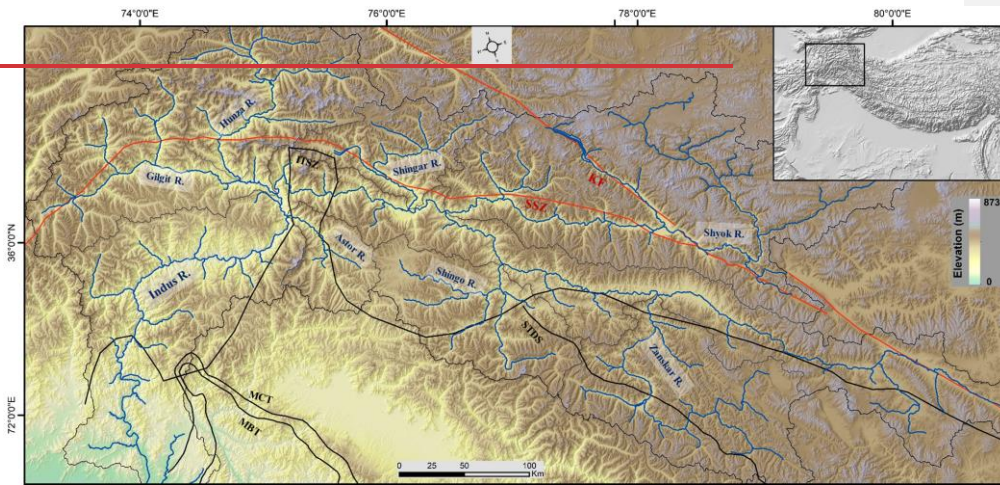 74°0'0"E
76°0'0"E
78°0'0"E
80°0'0"E
Hunza R.
ITSZ
Shingar R.
Gilgit R.
KF
SSZ
Shyok R.
873
Elevation (m)
0
36°0'0"N
Astor R.
Shingo R.
Indus R.
STDS
Zanskar R.
MCT
MBT
72°0'0"E
0 25 50 100
Km